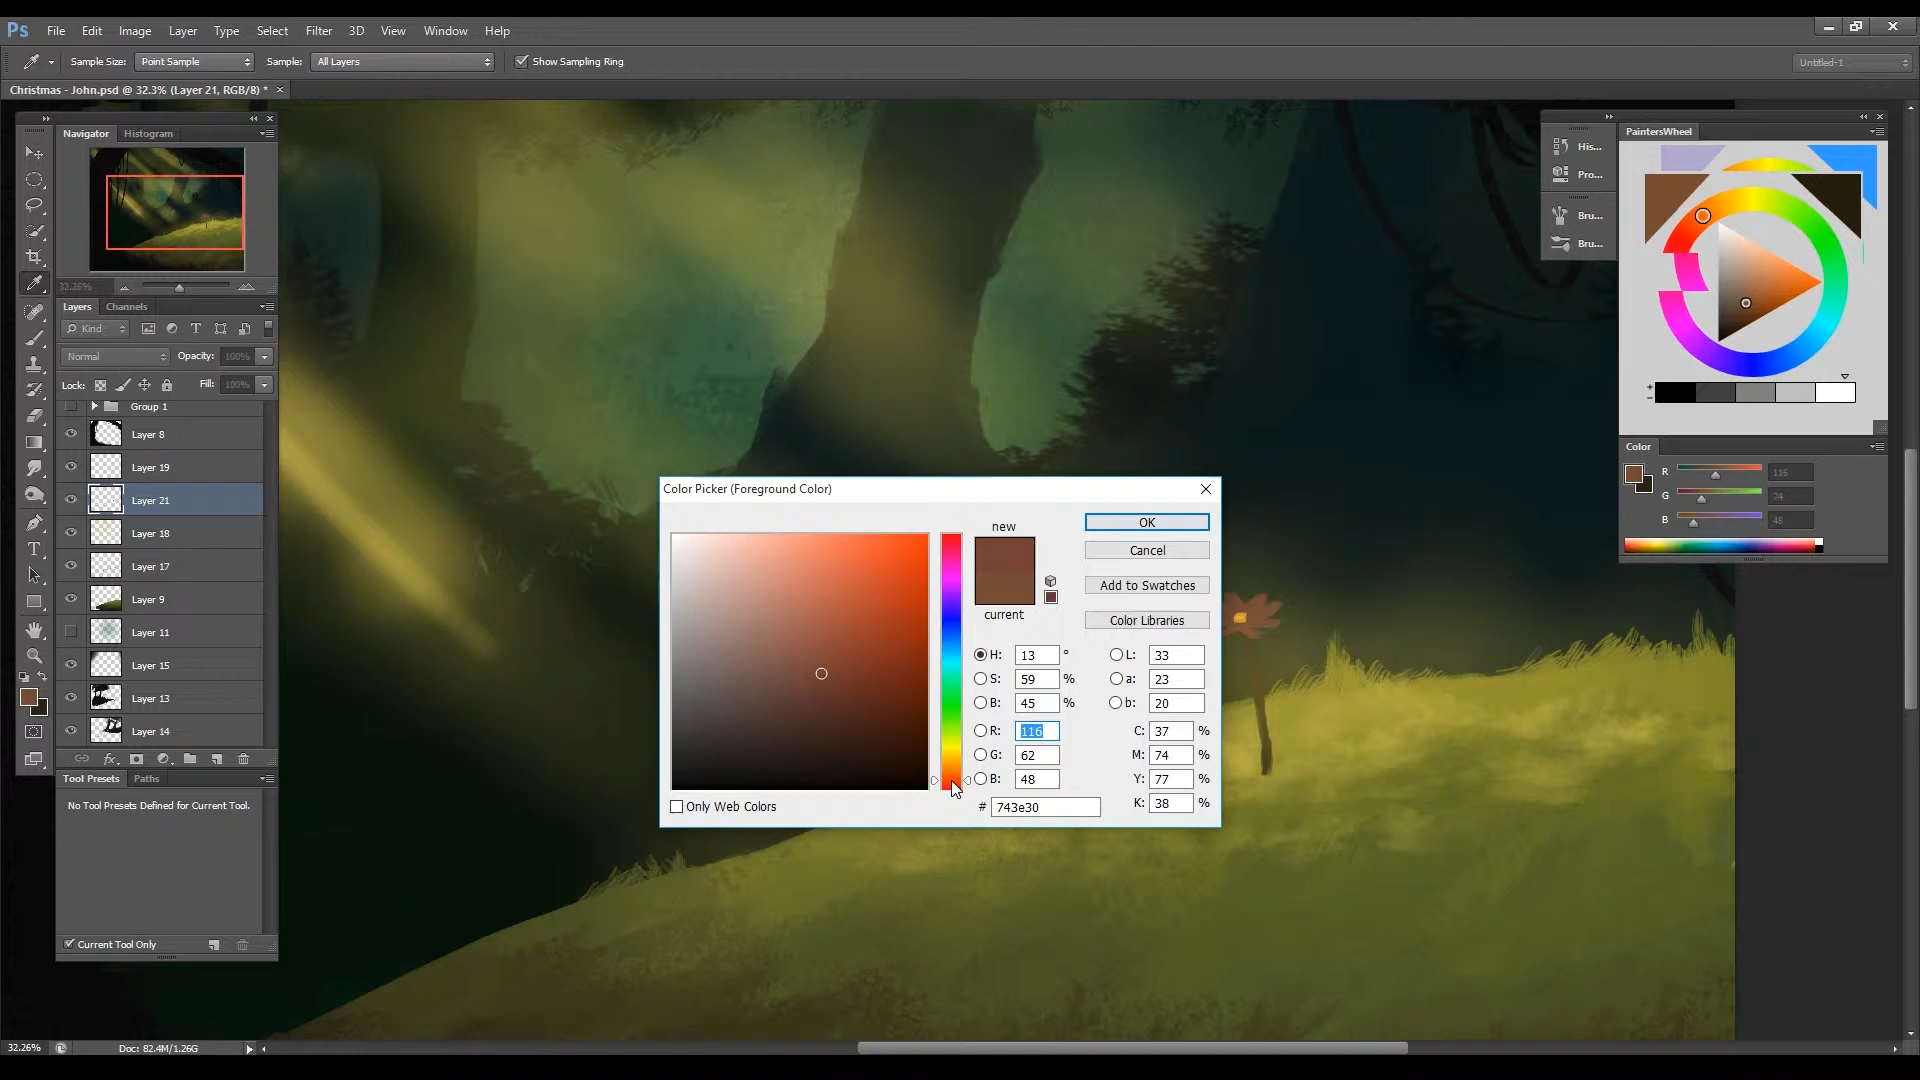 Ps File Edit Image Layer Type Select Filter 3D View Window Help
Sample Size: Point Sample Sample: All Layers Show Sampling Ring Untitled-1
Christmas - John.psd @ 32.3% (Layer 21, RGB/8) * ×
Navigator Histogram
32.26%
Layers Channels
Kind
Normal Opacity: 100%
Lock: Fill: 100%
Group 1
Layer 8
Layer 19
Layer 21
Layer 18
Layer 17
Layer 9
Layer 11
Layer 15
Layer 13
Layer 14
fx
Tool Presets Paths
No Tool Presets Defined for Current Tool.
Current Tool Only
32.26% Doc: 82.4M/1.26G
Color Picker (Foreground Color)
new
current
OK
Cancel
Add to Swatches
Color Libraries
H: 13 ° L: 33
S: 59 % a: 23
B: 45 % b: 20
R: 116 C: 37 %
G: 62 M: 74 %
B: 48 Y: 77 %
# 743e30 K: 38 %
Only Web Colors
His...
Pro...
Bru...
Bru...
PaintersWheel
Color
R 116
G 74
B 48